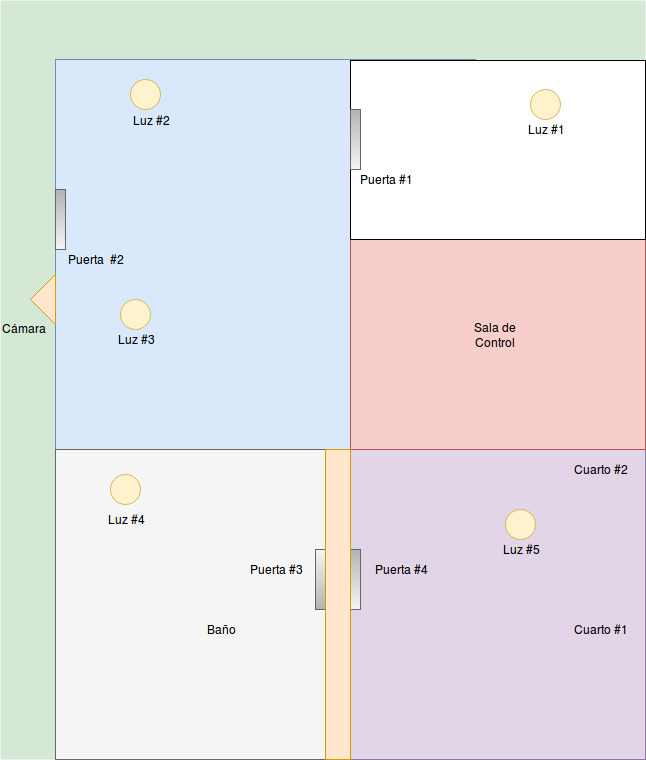 Luz #2
Luz #1
Puerta #1
Puerta  #2
Cámara
Luz #3
Sala de
Control
Cuarto #2
Luz #4
Luz #5
Puerta #3
Puerta #4
Baño
Cuarto #1